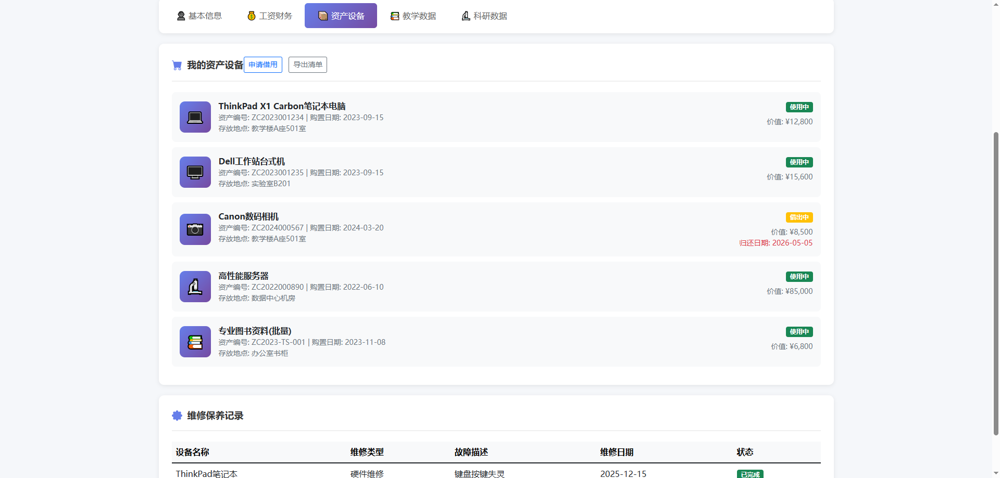 基本信息
工资财务
资产设备
教学数据
科研数据
我的资产设备
申请借用
导出清单
ThinkPad X1 Carbon笔记本电脑
资产编号: ZC2023001234 | 购置日期: 2023-09-15
存放地点: 教学楼A座501室
使用中
价值: ¥12,800
Dell工作站台式机
资产编号: ZC2023001235 | 购置日期: 2023-09-15
存放地点: 实验室B201
使用中
价值: ¥15,600
Canon数码相机
资产编号: ZC2024000567 | 购置日期: 2024-03-20
存放地点: 教学楼A座501室
借出中
价值: ¥8,500
归还日期: 2026-05-05
高性能服务器
资产编号: ZC2022000890 | 购置日期: 2022-06-10
存放地点: 数据中心机房
使用中
价值: ¥85,000
专业图书资料(批量)
资产编号: ZC2023-TS-001 | 购置日期: 2023-11-08
存放地点: 办公室书柜
使用中
价值: ¥6,800
维修保养记录
设备名称 维修类型 故障描述 维修日期 状态
ThinkPad笔记本 硬件维修 键盘按键失灵 2025-12-15 已完成